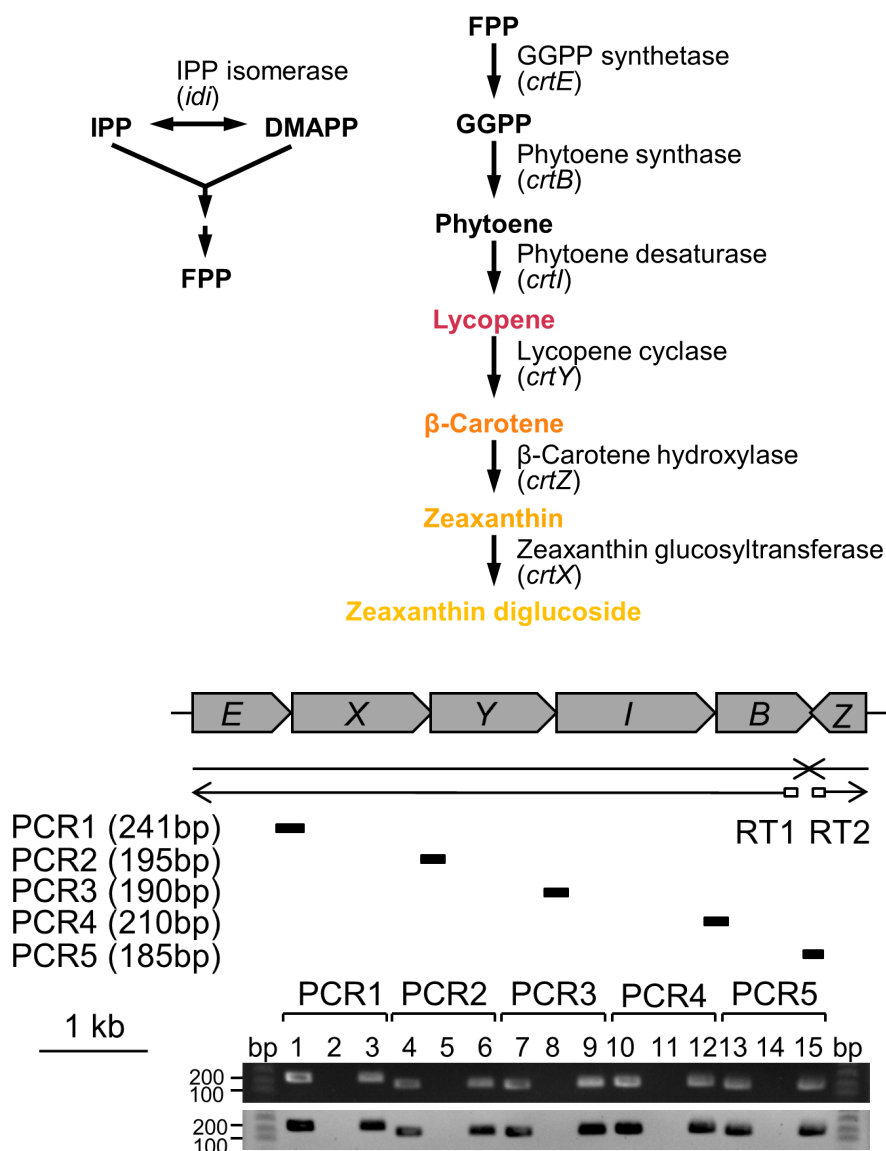 IPP isomerase
(idi)
IPP DMAPP
FPP
FPP
GGPP synthetase
(crtE)
GGPP
Phytoene synthase
(crtB)
Phytoene
Phytoene desaturase
(crtI)
Lycopene
Lycopene cyclase
(crtY)
β-Carotene
β-Carotene hydroxylase
(crtZ)
Zeaxanthin
Zeaxanthin glucosyltransferase
(crtX)
Zeaxanthin diglucoside
E X Y I B Z
RT1 RT2
PCR1 (241bp)
PCR2 (195bp)
PCR3 (190bp)
PCR4 (210bp)
PCR5 (185bp)
1 kb
PCR1 PCR2 PCR3 PCR4 PCR5
bp 1 2 3 4 5 6 7 8 9 10 11 12 13 14 15 bp
200
100
200
100